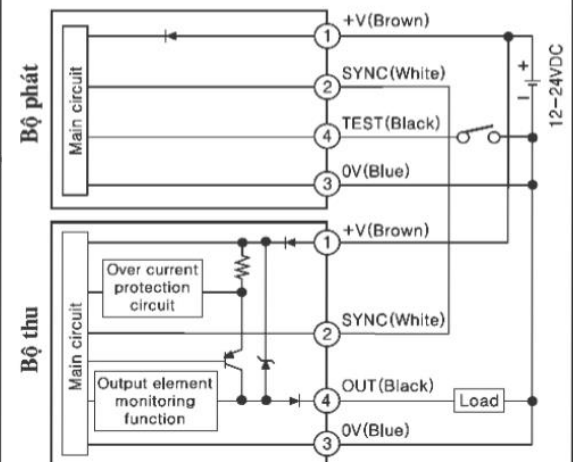 Bộ phát
Main circuit
1
+V(Brown)
2
SYNC(White)
4
TEST(Black)
3
0V(Blue)
+
−
12-24VDC
Bộ thu
Main circuit
Over current
protection
circuit
Output element
monitoring
function
1
+V(Brown)
2
SYNC(White)
4
OUT(Black)
Load
3
0V(Blue)